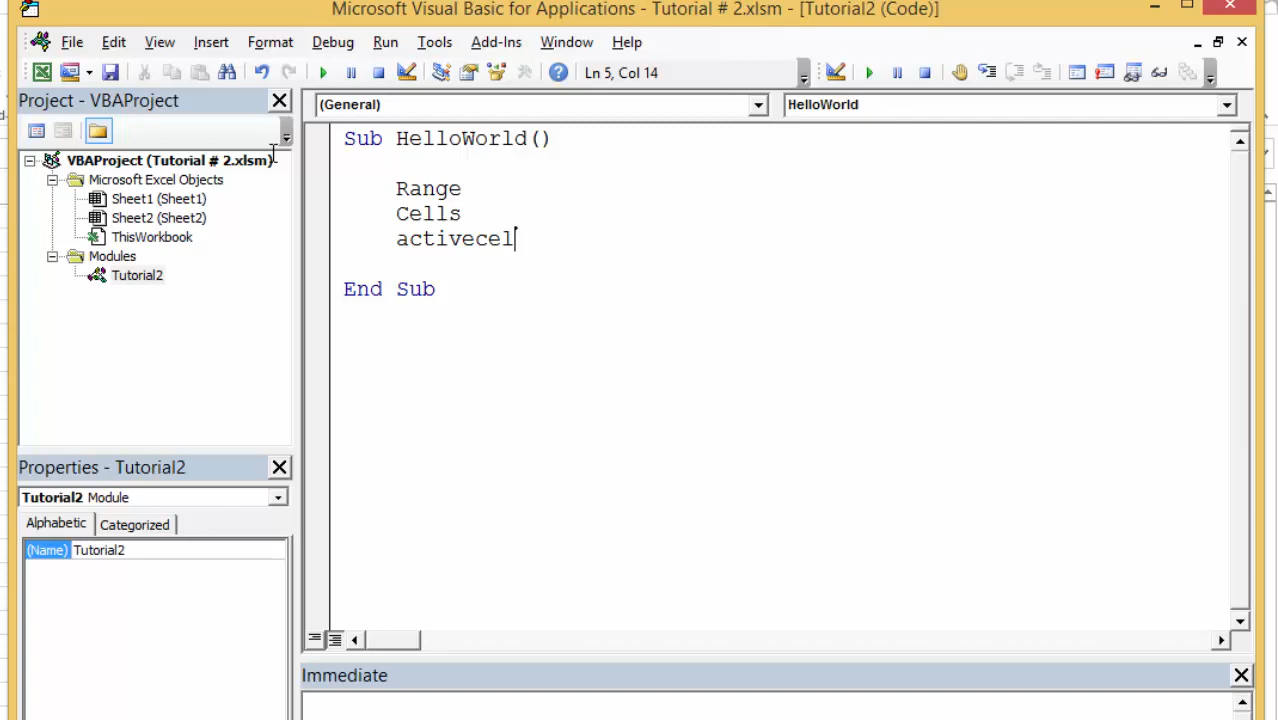 Microsoft Visual Basic for Applications - Tutorial # 2.xlsm - [Tutorial2 (Code)]
File Edit View Insert Format Debug Run Tools Add-Ins Window Help
Ln 5, Col 14
Project - VBAProject
(General)
HelloWorld
VBAProject (Tutorial # 2.xlsm)
Microsoft Excel Objects
Sheet1 (Sheet1)
Sheet2 (Sheet2)
ThisWorkbook
Modules
Tutorial2
Sub HelloWorld()
Range
Cells
activecel
End Sub
Properties - Tutorial2
Tutorial2 Module
Alphabetic Categorized
(Name) Tutorial2
Immediate